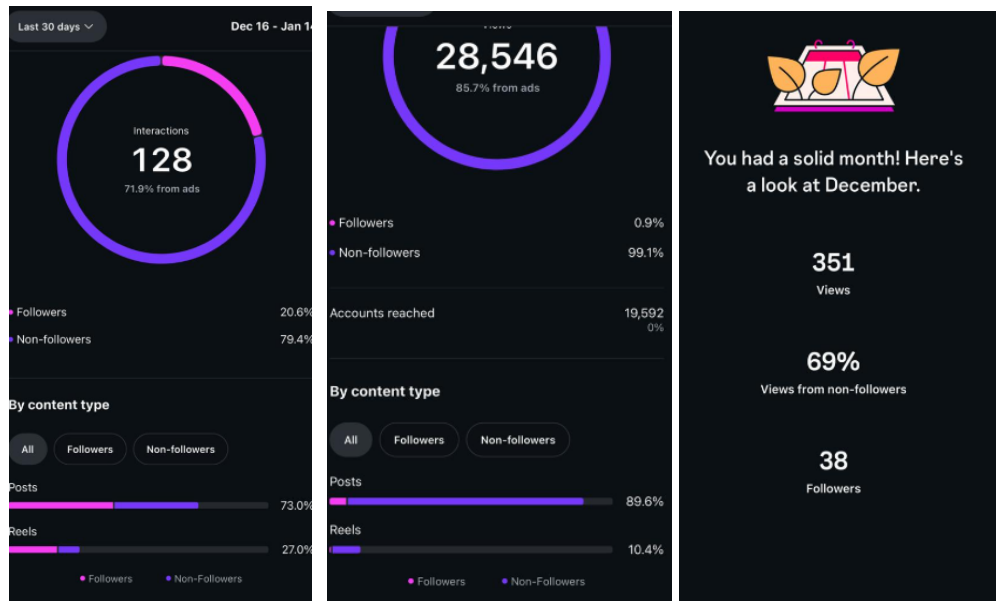 Last 30 days
Dec 16 - Jan 14
Interactions
128
71.9% from ads
Followers 20.6%
Non-followers 79.4%
By content type
All Followers Non-followers
Posts
73.0%
Reels
27.0%
Followers Non-Followers
28,546
85.7% from ads
Followers 0.9%
Non-followers 99.1%
Accounts reached 19,592
0%
By content type
All Followers Non-followers
Posts
89.6%
Reels
10.4%
Followers Non-Followers
You had a solid month! Here's
a look at December.
351
Views
69%
Views from non-followers
38
Followers